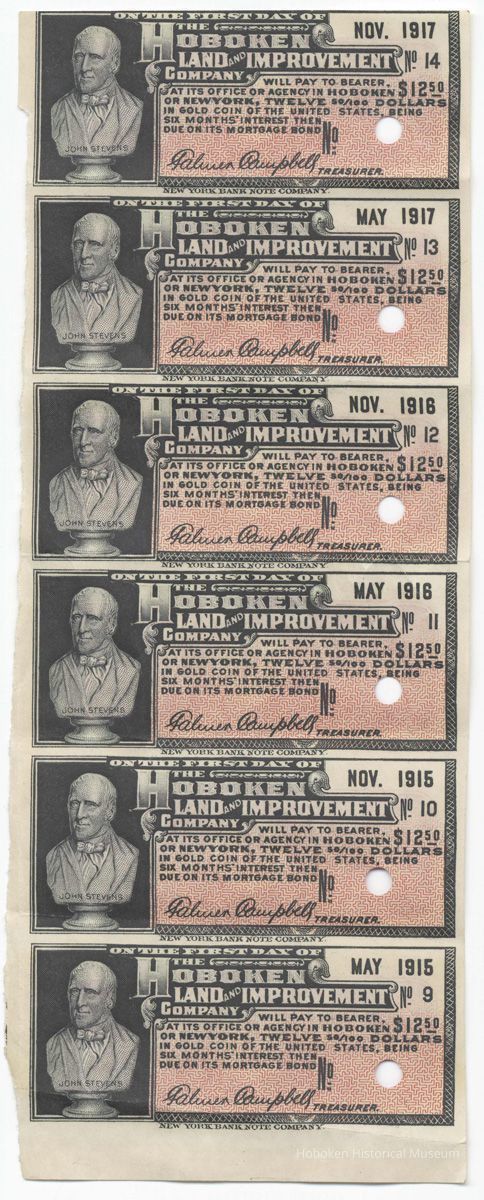 ON THE FIRST DAY OF
THE
HOBOKEN
LAND AND IMPROVEMENT
COMPANY
NOV. 1917
No 14
WILL PAY TO BEARER,
AT ITS OFFICE OR AGENCY IN HOBOKEN $12 50
OR NEW YORK, TWELVE 50/100 DOLLARS
IN GOLD COIN OF THE UNITED STATES, BEING
SIX MONTHS' INTEREST THEN
DUE ON ITS MORTGAGE BOND No
JOHN STEVENS
Palmer Campbell TREASURER.
NEW YORK BANK NOTE COMPANY.
ON THE FIRST DAY OF
THE
HOBOKEN
LAND AND IMPROVEMENT
COMPANY
MAY 1917
No 13
WILL PAY TO BEARER,
AT ITS OFFICE OR AGENCY IN HOBOKEN $12 50
OR NEW YORK, TWELVE 50/100 DOLLARS
IN GOLD COIN OF THE UNITED STATES, BEING
SIX MONTHS' INTEREST THEN
DUE ON ITS MORTGAGE BOND No
JOHN STEVENS
Palmer Campbell TREASURER.
NEW YORK BANK NOTE COMPANY.
ON THE FIRST DAY OF
THE
HOBOKEN
LAND AND IMPROVEMENT
COMPANY
NOV. 1916
No 12
WILL PAY TO BEARER,
AT ITS OFFICE OR AGENCY IN HOBOKEN $12 50
OR NEW YORK, TWELVE 50/100 DOLLARS
IN GOLD COIN OF THE UNITED STATES, BEING
SIX MONTHS' INTEREST THEN
DUE ON ITS MORTGAGE BOND No
JOHN STEVENS
Palmer Campbell TREASURER.
NEW YORK BANK NOTE COMPANY.
ON THE FIRST DAY OF
THE
HOBOKEN
LAND AND IMPROVEMENT
COMPANY
MAY 1916
No 11
WILL PAY TO BEARER,
AT ITS OFFICE OR AGENCY IN HOBOKEN $12 50
OR NEW YORK, TWELVE 50/100 DOLLARS
IN GOLD COIN OF THE UNITED STATES, BEING
SIX MONTHS' INTEREST THEN
DUE ON ITS MORTGAGE BOND No
JOHN STEVENS
Palmer Campbell TREASURER.
NEW YORK BANK NOTE COMPANY.
ON THE FIRST DAY OF
THE
HOBOKEN
LAND AND IMPROVEMENT
COMPANY
NOV. 1915
No 10
WILL PAY TO BEARER,
AT ITS OFFICE OR AGENCY IN HOBOKEN $12 50
OR NEW YORK, TWELVE 50/100 DOLLARS
IN GOLD COIN OF THE UNITED STATES, BEING
SIX MONTHS' INTEREST THEN
DUE ON ITS MORTGAGE BOND No
JOHN STEVENS
Palmer Campbell TREASURER.
NEW YORK BANK NOTE COMPANY.
ON THE FIRST DAY OF
THE
HOBOKEN
LAND AND IMPROVEMENT
COMPANY
MAY 1915
No 9
WILL PAY TO BEARER,
AT ITS OFFICE OR AGENCY IN HOBOKEN $12 50
OR NEW YORK, TWELVE 50/100 DOLLARS
IN GOLD COIN OF THE UNITED STATES, BEING
SIX MONTHS' INTEREST THEN
DUE ON ITS MORTGAGE BOND No
JOHN STEVENS
Palmer Campbell TREASURER.
NEW YORK BANK NOTE COMPANY.
Hoboken Historical Museum